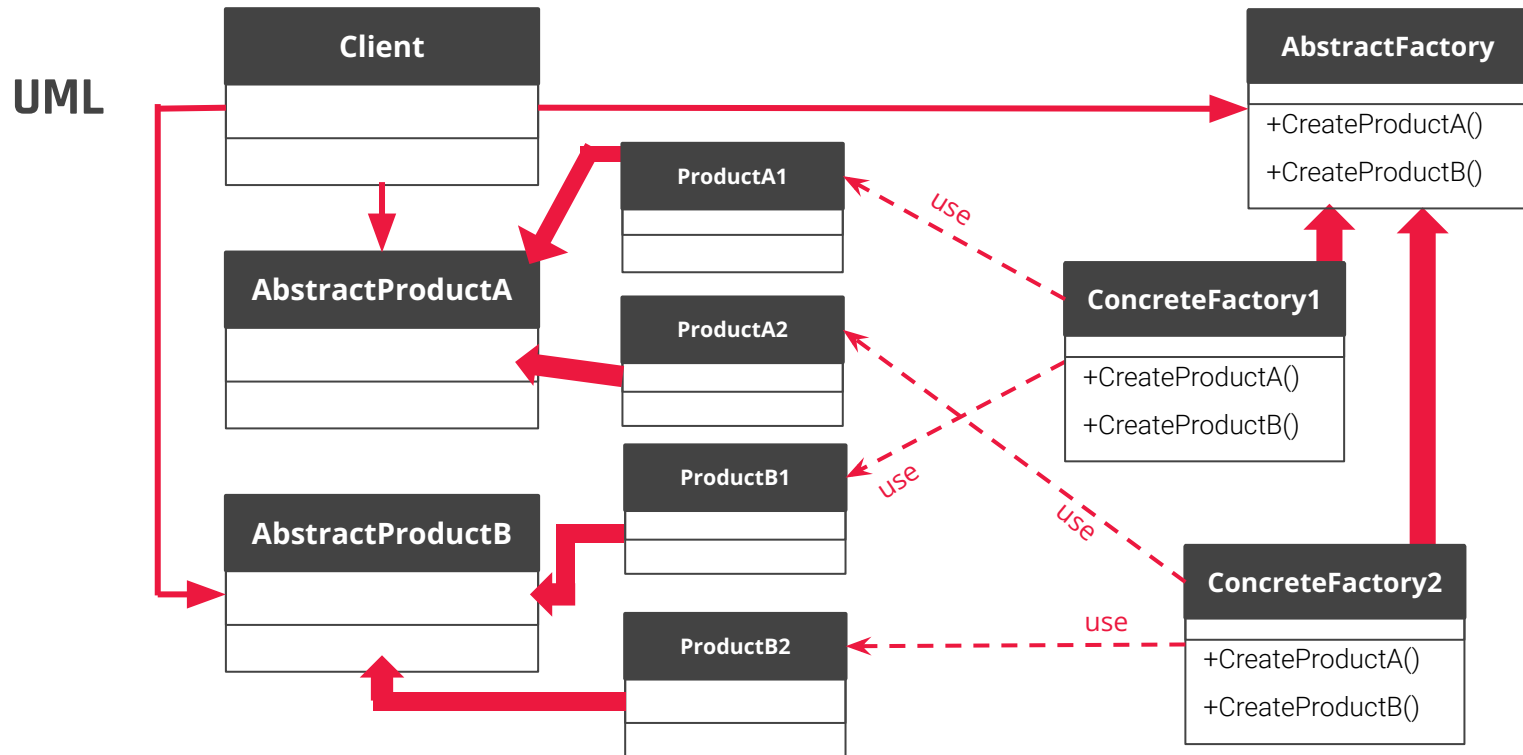 UML
Client
AbstractFactory
+CreateProductA()
+CreateProductB()
ProductA1
use
AbstractProductA
ProductA2
ConcreteFactory1
+CreateProductA()
+CreateProductB()
ProductB1
use
use
AbstractProductB
ConcreteFactory2
ProductB2
use
+CreateProductA()
+CreateProductB()